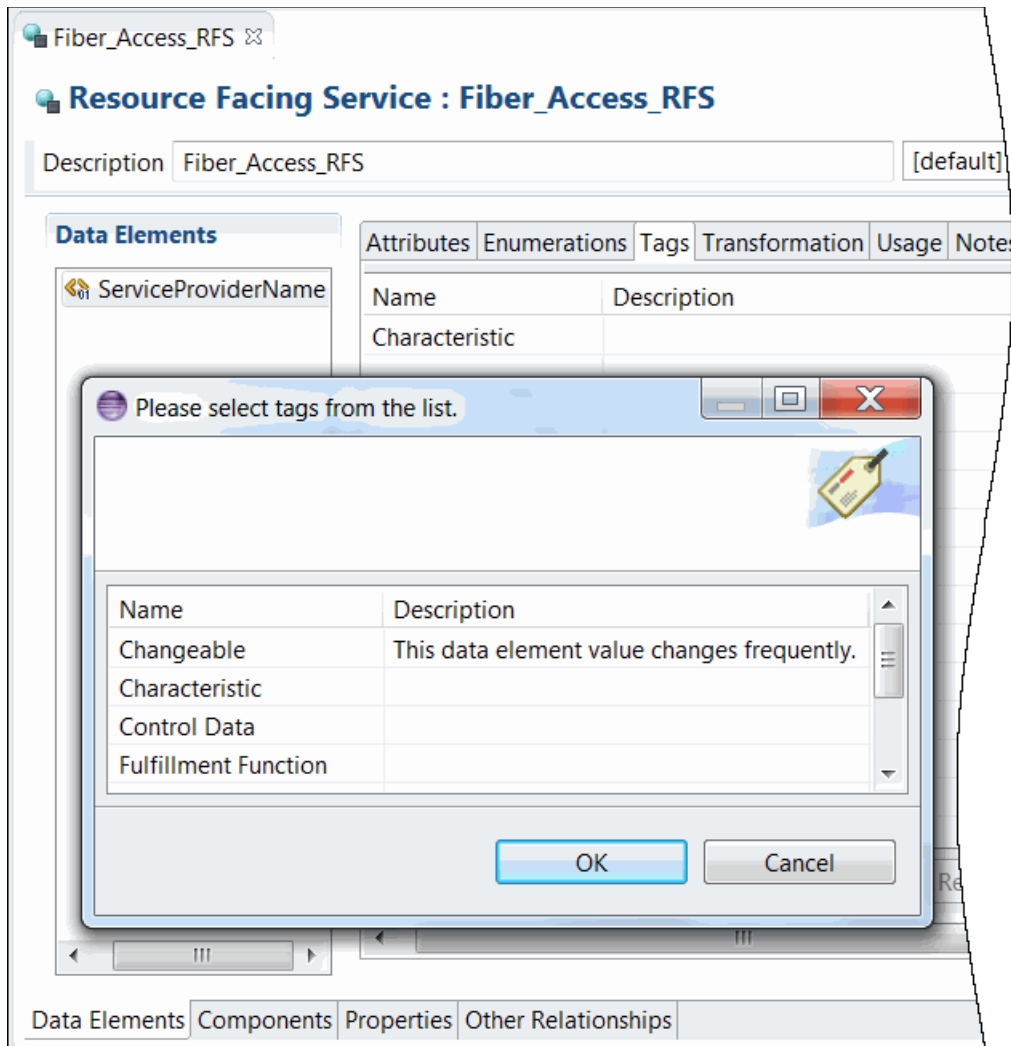 Fiber_Access_RFS
Resource Facing Service : Fiber_Access_RFS
Description Fiber_Access_RFS [default]
Data Elements
Attributes Enumerations Tags Transformation Usage Notes
ServiceProviderName
Name Description
Characteristic
Please select tags from the list.
Name Description
Changeable This data element value changes frequently.
Characteristic
Control Data
Fulfillment Function
OK Cancel
Data Elements Components Properties Other Relationships